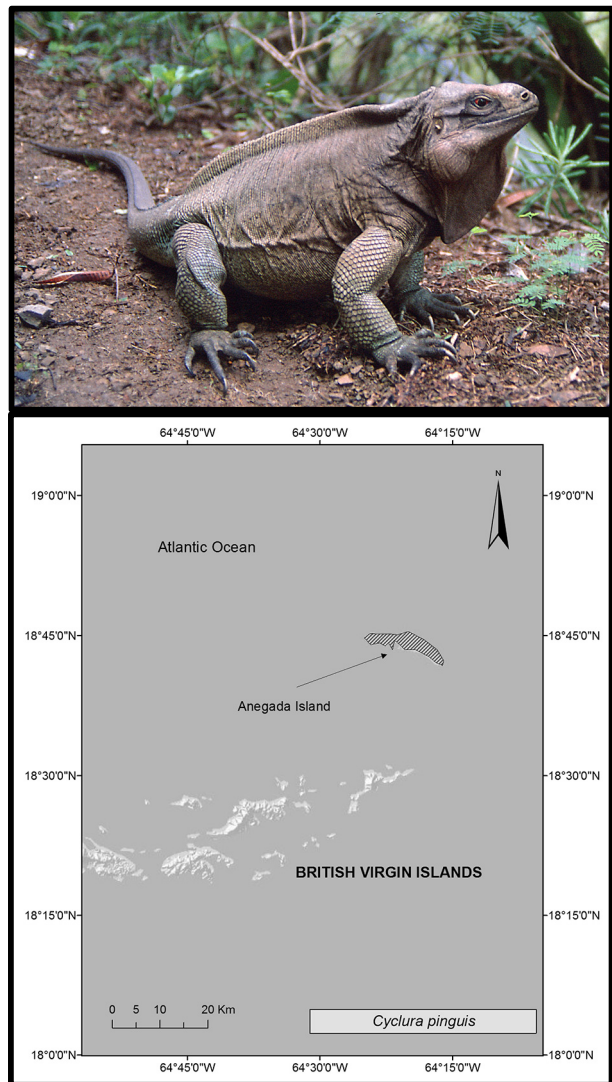 64°45'0"W 64°30'0"W 64°15'0"W
N
19°0'0"N 19°0'0"N
Atlantic Ocean
18°45'0"N 18°45'0"N
Anegada Island
18°30'0"N 18°30'0"N
BRITISH VIRGIN ISLANDS
18°15'0"N 18°15'0"N
0 5 10 20 Km
Cyclura pinguis
18°0'0"N 18°0'0"N
64°45'0"W 64°30'0"W 64°15'0"W